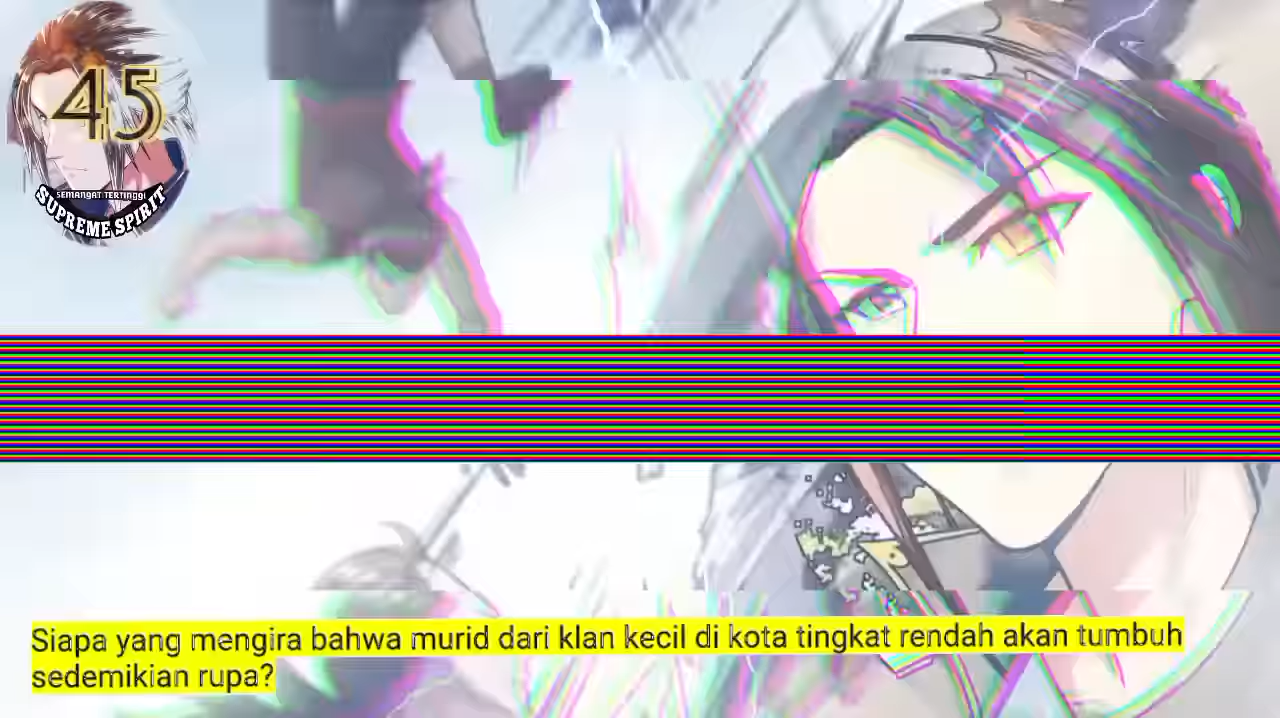 45
SEMANGAT TERTINGGI
SUPREME SPIRIT
Siapa yang mengira bahwa murid dari klan kecil di kota tingkat rendah akan tumbuh
sedemikian rupa?